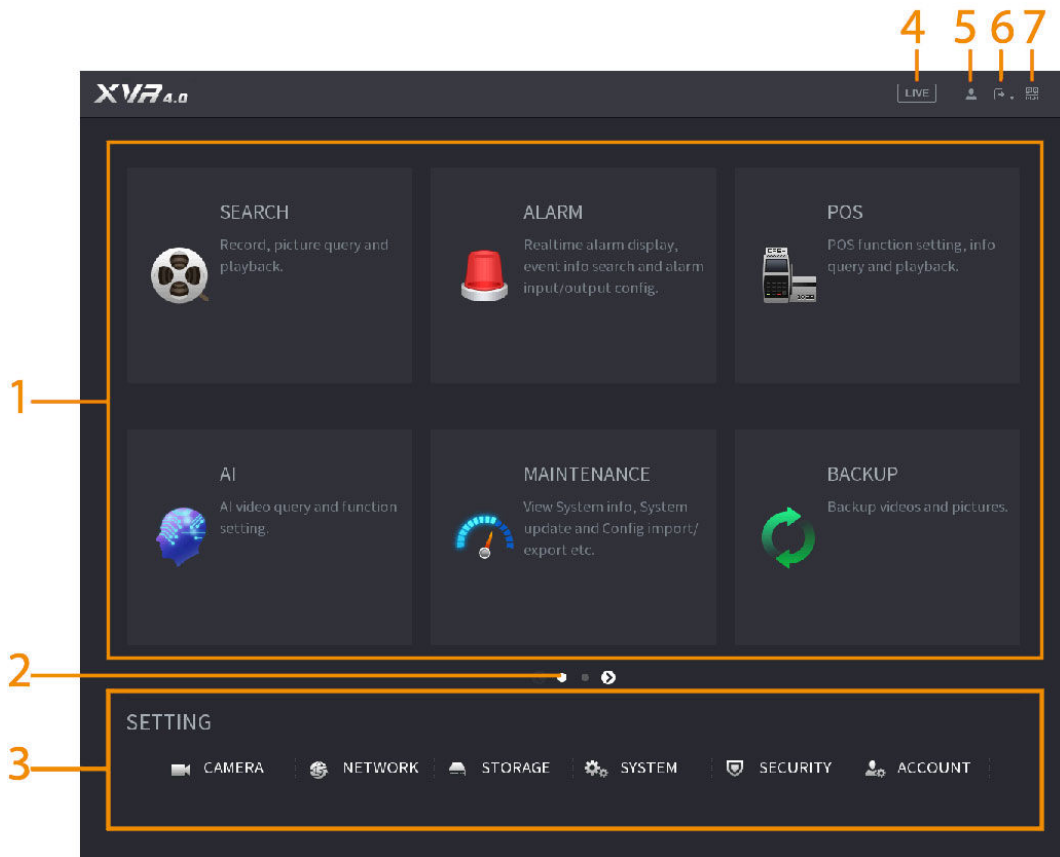 4 5 6 7
XVR 4.0
LIVE
1
SEARCH
Record, picture query and
playback.
ALARM
Realtime alarm display,
event info search and alarm
input/output config.
POS
POS function setting, info
query and playback.
AI
AI video query and function
setting.
MAINTENANCE
View System info, System
update and Config import/
export etc.
BACKUP
Backup videos and pictures.
2
3
SETTING
CAMERA NETWORK STORAGE SYSTEM SECURITY ACCOUNT